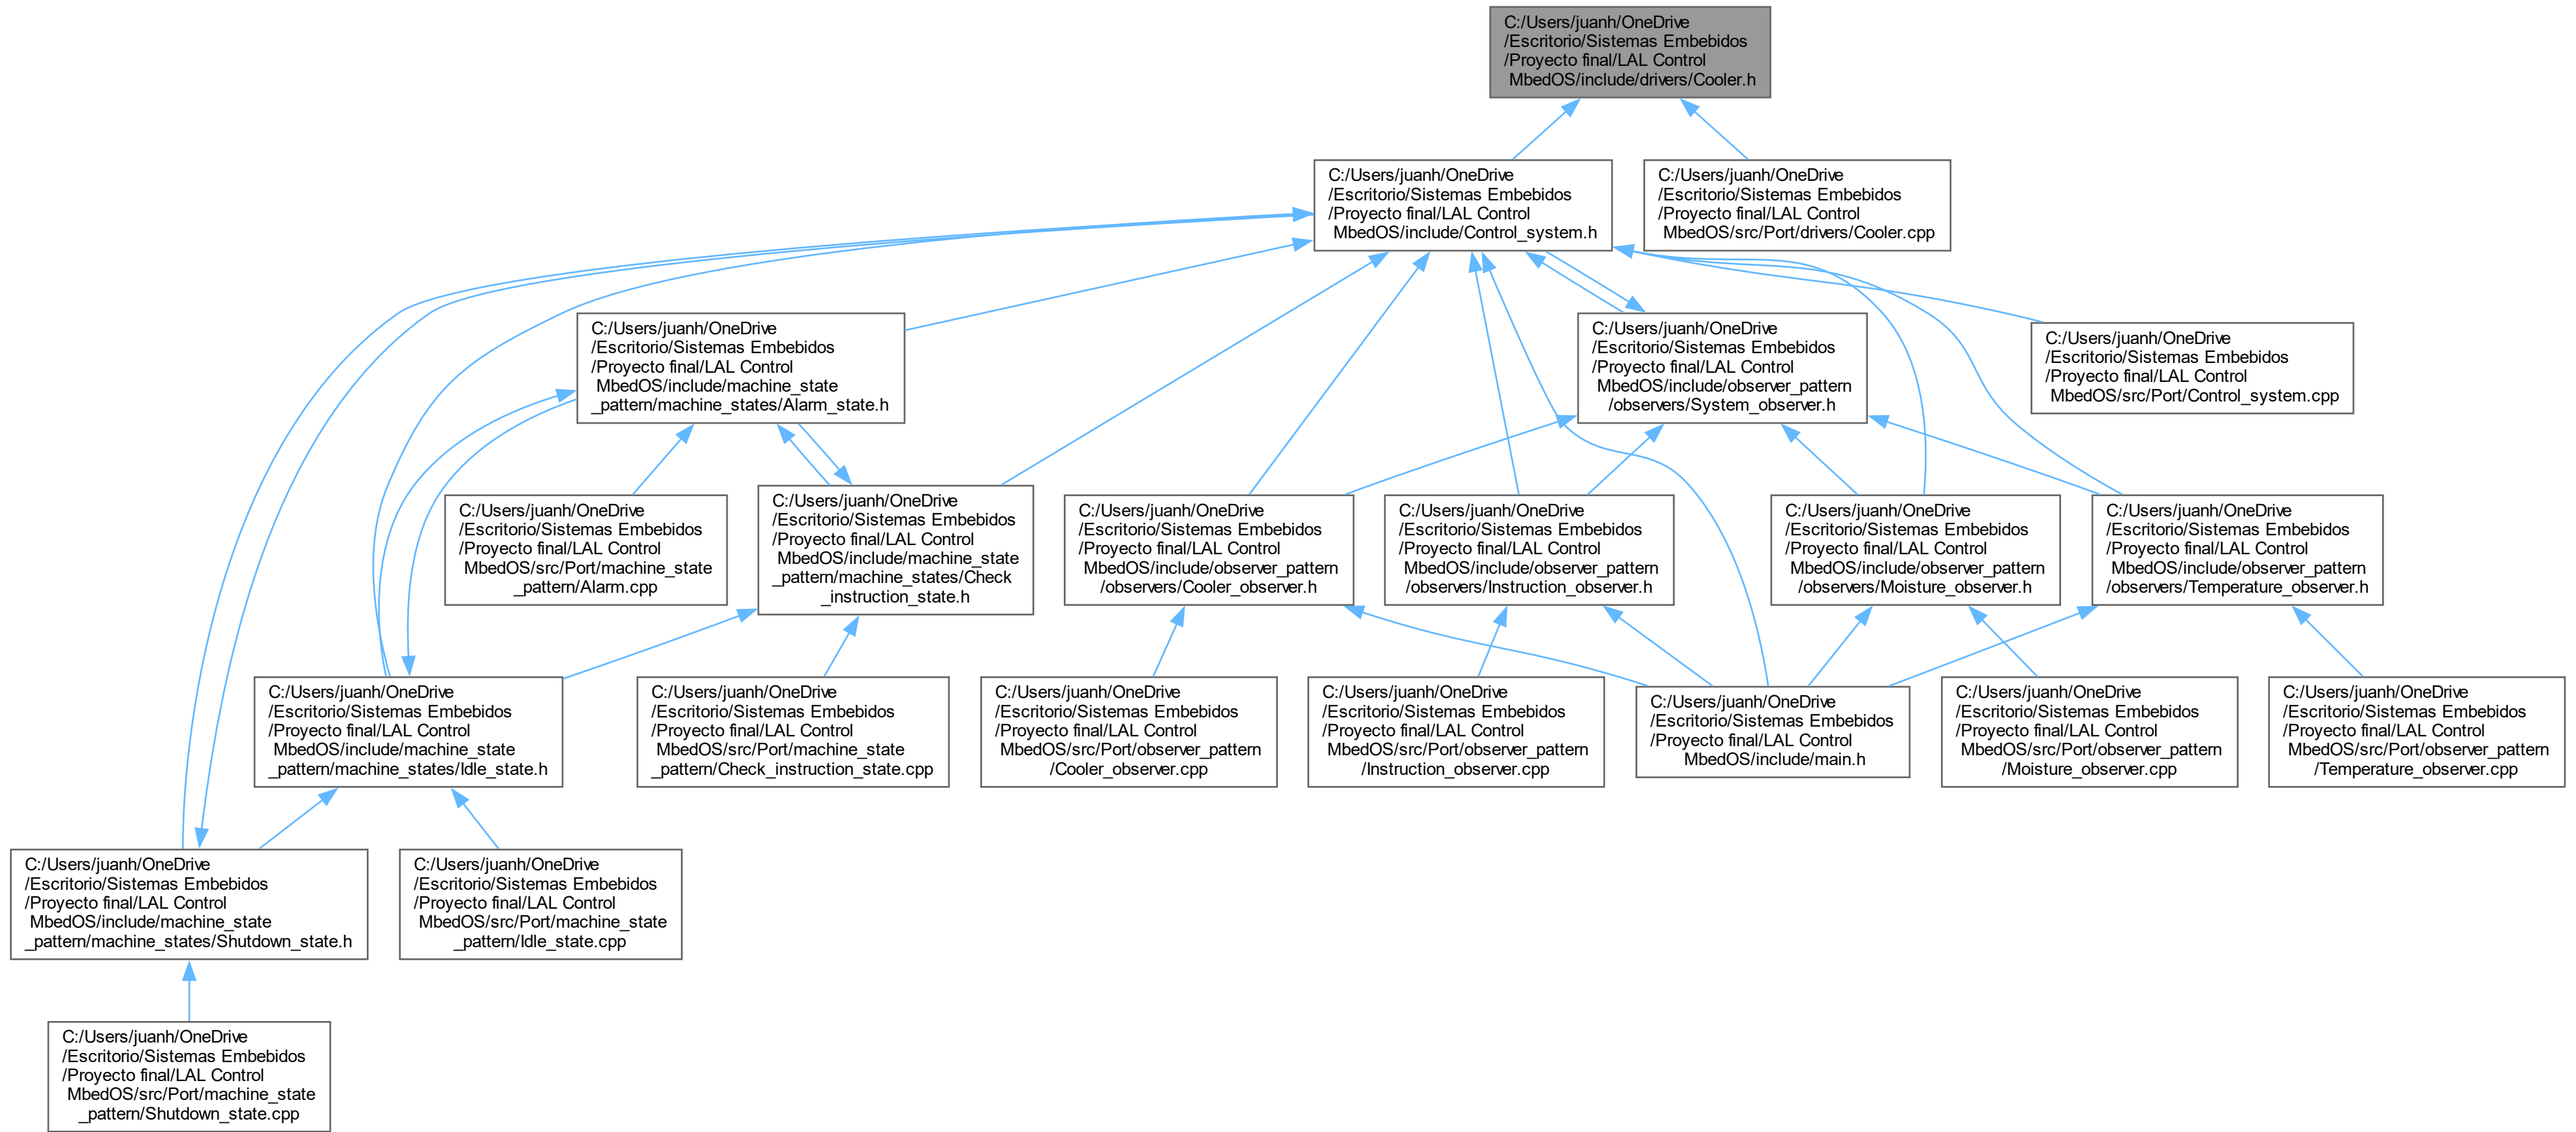 C:/Users/juanh/OneDrive
/Escritorio/Sistemas Embebidos
/Proyecto final/LAL Control
MbedOS/include/drivers/Cooler.h
C:/Users/juanh/OneDrive
/Escritorio/Sistemas Embebidos
/Proyecto final/LAL Control
MbedOS/include/Control_system.h
C:/Users/juanh/OneDrive
/Escritorio/Sistemas Embebidos
/Proyecto final/LAL Control
MbedOS/src/Port/drivers/Cooler.cpp
C:/Users/juanh/OneDrive
/Escritorio/Sistemas Embebidos
/Proyecto final/LAL Control
MbedOS/include/machine_state
_pattern/machine_states/Alarm_state.h
C:/Users/juanh/OneDrive
/Escritorio/Sistemas Embebidos
/Proyecto final/LAL Control
MbedOS/include/observer_pattern
/observers/System_observer.h
C:/Users/juanh/OneDrive
/Escritorio/Sistemas Embebidos
/Proyecto final/LAL Control
MbedOS/src/Port/Control_system.cpp
C:/Users/juanh/OneDrive
/Escritorio/Sistemas Embebidos
/Proyecto final/LAL Control
MbedOS/src/Port/machine_state
_pattern/Alarm.cpp
C:/Users/juanh/OneDrive
/Escritorio/Sistemas Embebidos
/Proyecto final/LAL Control
MbedOS/include/machine_state
_pattern/machine_states/Check
_instruction_state.h
C:/Users/juanh/OneDrive
/Escritorio/Sistemas Embebidos
/Proyecto final/LAL Control
MbedOS/include/observer_pattern
/observers/Cooler_observer.h
C:/Users/juanh/OneDrive
/Escritorio/Sistemas Embebidos
/Proyecto final/LAL Control
MbedOS/include/observer_pattern
/observers/Instruction_observer.h
C:/Users/juanh/OneDrive
/Escritorio/Sistemas Embebidos
/Proyecto final/LAL Control
MbedOS/include/observer_pattern
/observers/Moisture_observer.h
C:/Users/juanh/OneDrive
/Escritorio/Sistemas Embebidos
/Proyecto final/LAL Control
MbedOS/include/observer_pattern
/observers/Temperature_observer.h
C:/Users/juanh/OneDrive
/Escritorio/Sistemas Embebidos
/Proyecto final/LAL Control
MbedOS/include/machine_state
_pattern/machine_states/Idle_state.h
C:/Users/juanh/OneDrive
/Escritorio/Sistemas Embebidos
/Proyecto final/LAL Control
MbedOS/src/Port/machine_state
_pattern/Check_instruction_state.cpp
C:/Users/juanh/OneDrive
/Escritorio/Sistemas Embebidos
/Proyecto final/LAL Control
MbedOS/src/Port/observer_pattern
/Cooler_observer.cpp
C:/Users/juanh/OneDrive
/Escritorio/Sistemas Embebidos
/Proyecto final/LAL Control
MbedOS/src/Port/observer_pattern
/Instruction_observer.cpp
C:/Users/juanh/OneDrive
/Escritorio/Sistemas Embebidos
/Proyecto final/LAL Control
MbedOS/include/main.h
C:/Users/juanh/OneDrive
/Escritorio/Sistemas Embebidos
/Proyecto final/LAL Control
MbedOS/src/Port/observer_pattern
/Moisture_observer.cpp
C:/Users/juanh/OneDrive
/Escritorio/Sistemas Embebidos
/Proyecto final/LAL Control
MbedOS/src/Port/observer_pattern
/Temperature_observer.cpp
C:/Users/juanh/OneDrive
/Escritorio/Sistemas Embebidos
/Proyecto final/LAL Control
MbedOS/include/machine_state
_pattern/machine_states/Shutdown_state.h
C:/Users/juanh/OneDrive
/Escritorio/Sistemas Embebidos
/Proyecto final/LAL Control
MbedOS/src/Port/machine_state
_pattern/Idle_state.cpp
C:/Users/juanh/OneDrive
/Escritorio/Sistemas Embebidos
/Proyecto final/LAL Control
MbedOS/src/Port/machine_state
_pattern/Shutdown_state.cpp